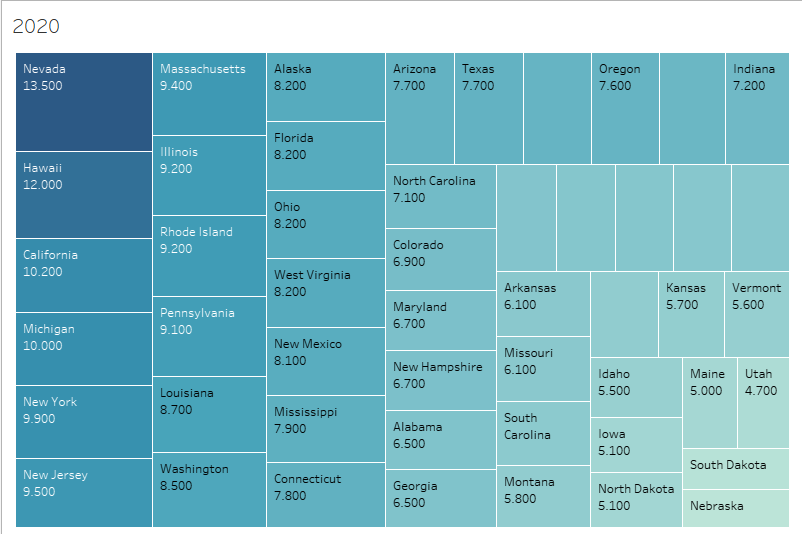 2020
Nevada
13.500
Hawaii
12.000
California
10.200
Michigan
10.000
New York
9.900
New Jersey
9.500
Massachusetts
9.400
Illinois
9.200
Rhode Island
9.200
Pennsylvania
9.100
Louisiana
8.700
Washington
8.500
Alaska
8.200
Florida
8.200
Ohio
8.200
West Virginia
8.200
New Mexico
8.100
Mississippi
7.900
Connecticut
7.800
Arizona
7.700
Texas
7.700
Oregon
7.600
Indiana
7.200
North Carolina
7.100
Colorado
6.900
Maryland
6.700
New Hampshire
6.700
Alabama
6.500
Georgia
6.500
Arkansas
6.100
Missouri
6.100
South
Carolina
Montana
5.800
Kansas
5.700
Vermont
5.600
Idaho
5.500
Iowa
5.100
North Dakota
5.100
Maine
5.000
Utah
4.700
South Dakota
Nebraska